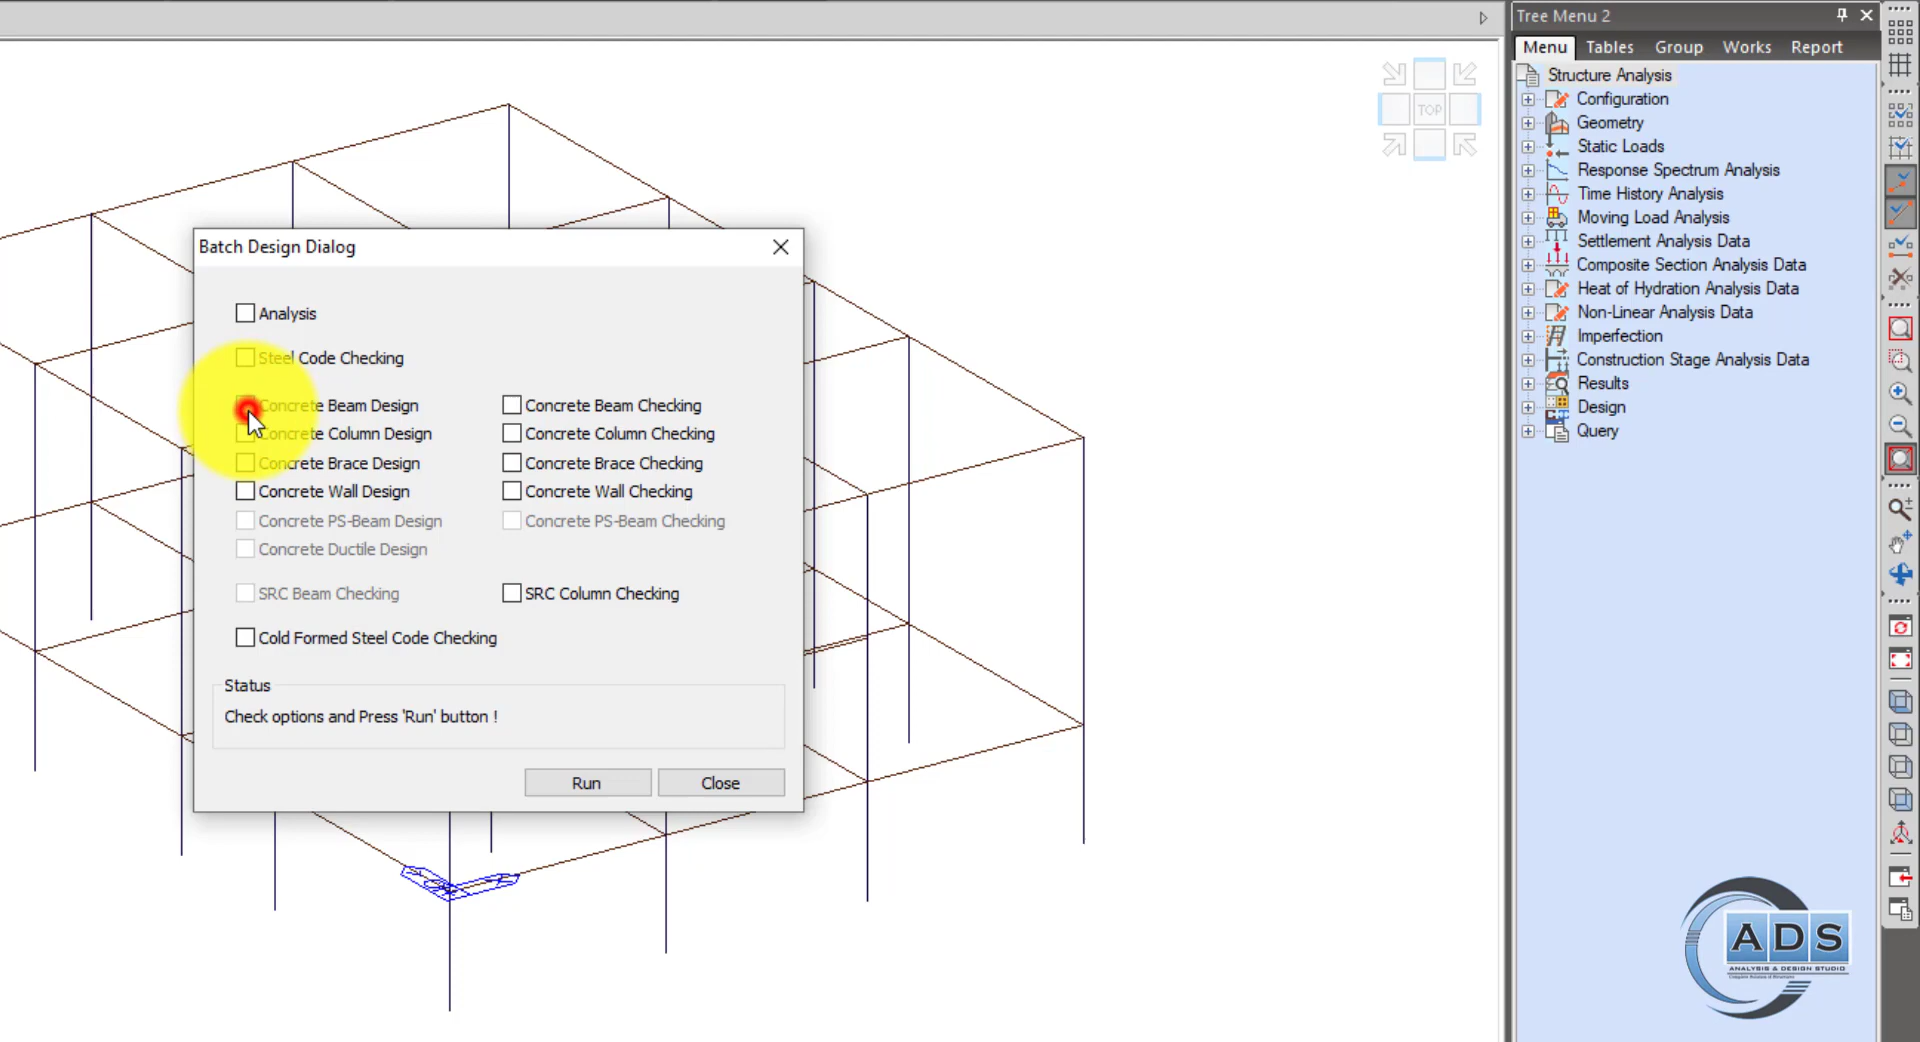 Tree Menu 2
Menu Tables Group Works Report
Structure Analysis
Configuration
Geometry
Static Loads
Response Spectrum Analysis
Time History Analysis
Moving Load Analysis
Settlement Analysis Data
Composite Section Analysis Data
Heat of Hydration Analysis Data
Non-Linear Analysis Data
Imperfection
Construction Stage Analysis Data
Results
Design
Query
TOP
Batch Design Dialog
Analysis
Steel Code Checking
Concrete Beam Design Concrete Beam Checking
Concrete Column Design Concrete Column Checking
Concrete Brace Design Concrete Brace Checking
Concrete Wall Design Concrete Wall Checking
Concrete PS-Beam Design Concrete PS-Beam Checking
Concrete Ductile Design
SRC Beam Checking SRC Column Checking
Cold Formed Steel Code Checking
Status
Check options and Press 'Run' button !
Run Close
ADS
ANALYSIS & DESIGN STUDIO